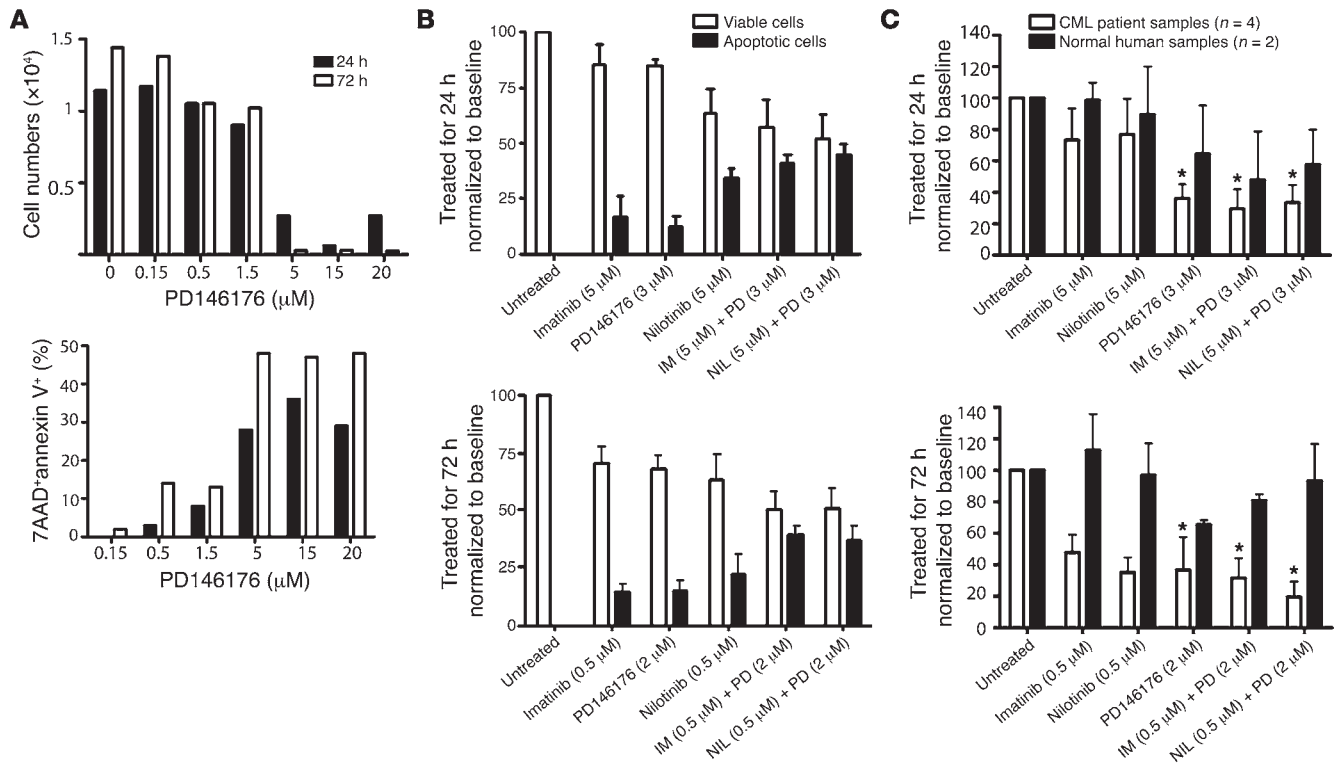 A
1.5
1
0.5
Cell numbers (×10⁴)
24 h
72 h
0 0.15 0.5 1.5 5 15 20
PD146176 (μM)
50
40
30
20
10
0
7AAD⁺annexin V⁺ (%)
0.15 0.5 1.5 5 15 20
PD146176 (μM)
B
Viable cells
Apoptotic cells
100
75
50
25
0
Treated for 24 h
normalized to baseline
Untreated
Imatinib (5 μM)
PD146176 (3 μM)
Nilotinib (5 μM)
IM (5 μM) + PD (3 μM)
NIL (5 μM) + PD (3 μM)
100
75
50
25
0
Treated for 72 h
normalized to baseline
Untreated
Imatinib (0.5 μM)
PD146176 (2 μM)
Nilotinib (0.5 μM)
IM (0.5 μM) + PD (2 μM)
NIL (0.5 μM) + PD (2 μM)
C
CML patient samples (n = 4)
Normal human samples (n = 2)
140
120
100
80
60
40
20
0
Treated for 24 h
normalized to baseline
* * *
Untreated
Imatinib (5 μM)
Nilotinib (5 μM)
PD146176 (3 μM)
IM (5 μM) + PD (3 μM)
NIL (5 μM) + PD (3 μM)
140
120
100
80
60
40
20
0
Treated for 72 h
normalized to baseline
* * *
Untreated
Imatinib (0.5 μM)
Nilotinib (0.5 μM)
PD146176 (2 μM)
IM (0.5 μM) + PD (2 μM)
NIL (0.5 μM) + PD (2 μM)